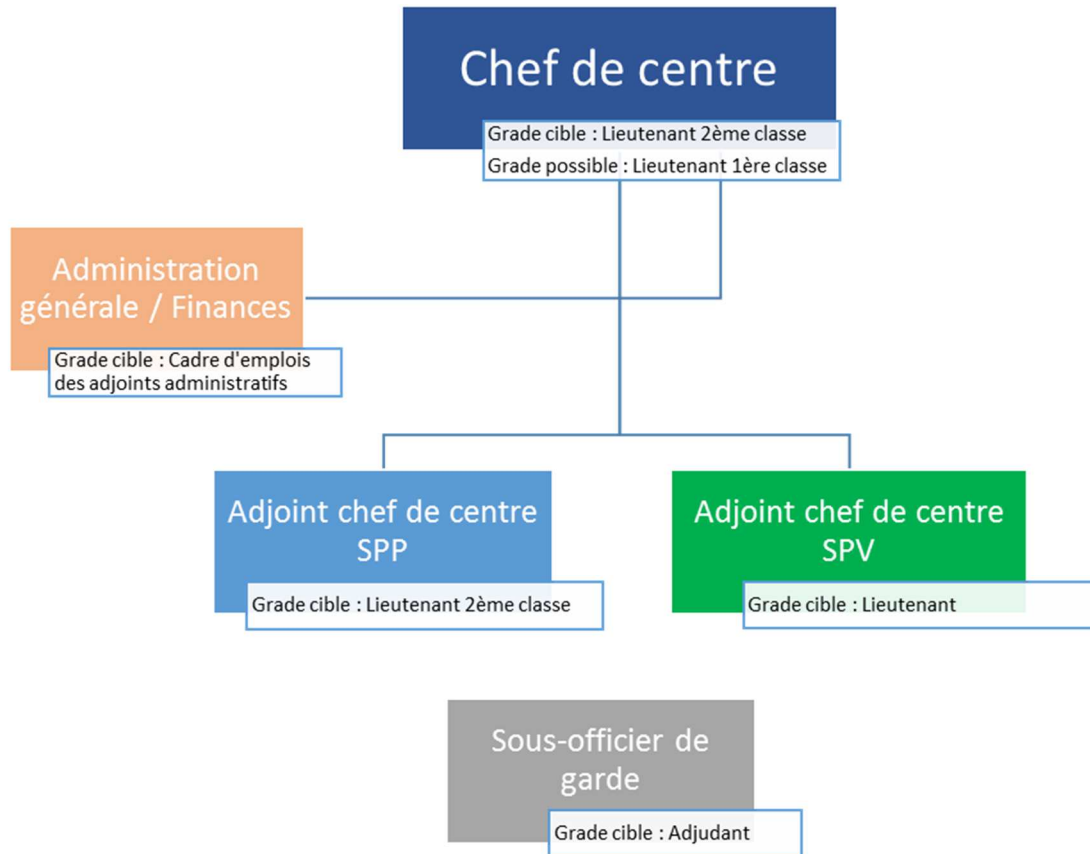 Chef de centre
Grade cible : Lieutenant 2ème classe
Grade possible : Lieutenant 1ère classe
Administration
générale / Finances
Grade cible : Cadre d'emplois
des adjoints administratifs
Adjoint chef de centre
SPP
Grade cible : Lieutenant 2ème classe
Adjoint chef de centre
SPV
Grade cible : Lieutenant
Sous-officier de
garde
Grade cible : Adjudant